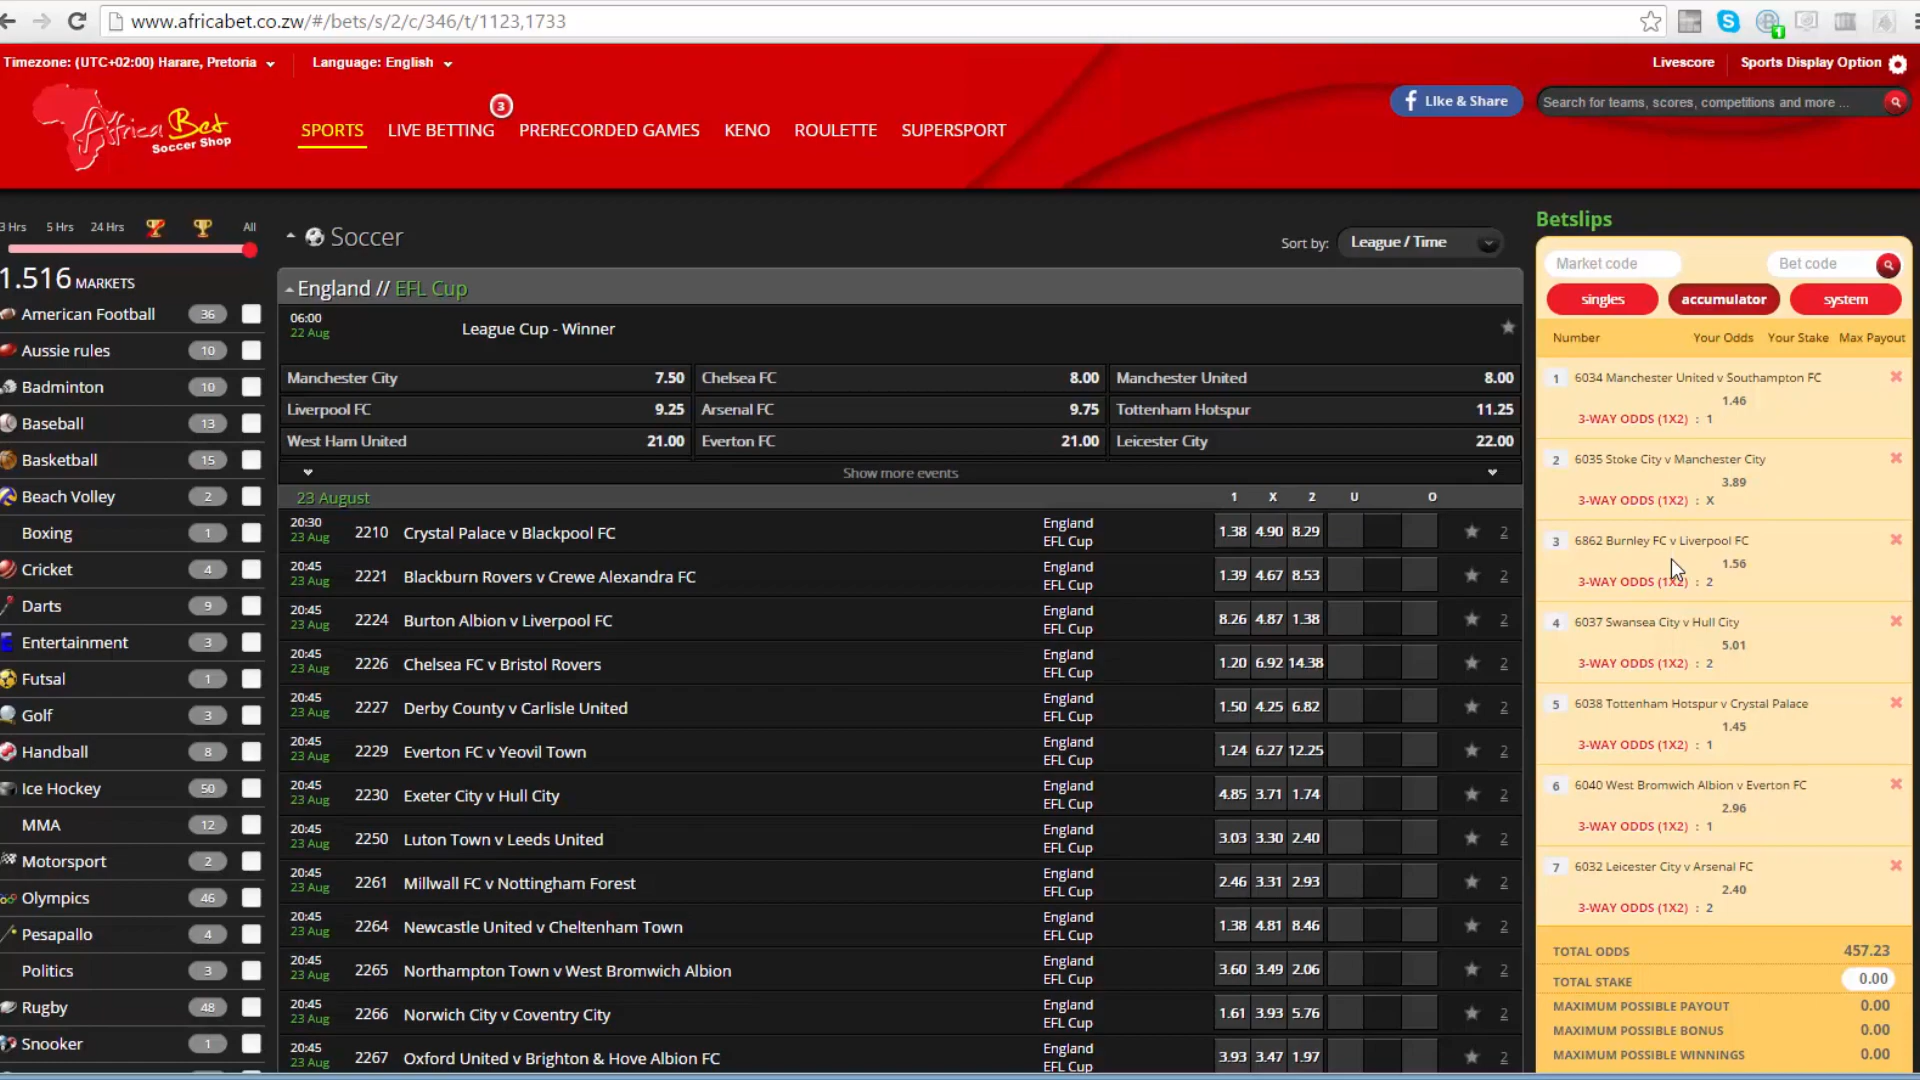 www.africabet.co.zw/#/bets/s/2/c/346/t/1123,1733
1
Timezone: (UTC+02:00) Harare, Pretoria
Language: English
Livescore
Sports Display Option
Africa Bet
Soccer Shop
SPORTS
LIVE BETTING
3
PRERECORDED GAMES
KENO
ROULETTE
SUPERSPORT
f Like & Share
Search for teams, scores, competitions and more ...
3 Hrs
5 Hrs
24 Hrs
All
1.516 MARKETS
American Football 36
Aussie rules 10
Badminton 10
Baseball 13
Basketball 15
Beach Volley 2
Boxing 1
Cricket 4
Darts 9
Entertainment 3
Futsal 1
Golf 3
Handball 8
Ice Hockey 50
MMA 12
Motorsport 2
Olympics 46
Pesapallo 4
Politics 3
Rugby 48
Snooker 1
Soccer
Sort by: League / Time
England // EFL Cup
06:00
22 Aug
League Cup - Winner
Manchester City 7.50 Chelsea FC 8.00 Manchester United 8.00
Liverpool FC 9.25 Arsenal FC 9.75 Tottenham Hotspur 11.25
West Ham United 21.00 Everton FC 21.00 Leicester City 22.00
Show more events
23 August 1 X 2 U O
20:30
23 Aug
2210 Crystal Palace v Blackpool FC
England
EFL Cup
1.38 4.90 8.29 2
20:45
23 Aug
2221 Blackburn Rovers v Crewe Alexandra FC
England
EFL Cup
1.39 4.67 8.53 2
20:45
23 Aug
2224 Burton Albion v Liverpool FC
England
EFL Cup
8.26 4.87 1.38 2
20:45
23 Aug
2226 Chelsea FC v Bristol Rovers
England
EFL Cup
1.20 6.92 14.38 2
20:45
23 Aug
2227 Derby County v Carlisle United
England
EFL Cup
1.50 4.25 6.82 2
20:45
23 Aug
2229 Everton FC v Yeovil Town
England
EFL Cup
1.24 6.27 12.25 2
20:45
23 Aug
2230 Exeter City v Hull City
England
EFL Cup
4.85 3.71 1.74 2
20:45
23 Aug
2250 Luton Town v Leeds United
England
EFL Cup
3.03 3.30 2.40 2
20:45
23 Aug
2261 Millwall FC v Nottingham Forest
England
EFL Cup
2.46 3.31 2.93 2
20:45
23 Aug
2264 Newcastle United v Cheltenham Town
England
EFL Cup
1.38 4.81 8.46 2
20:45
23 Aug
2265 Northampton Town v West Bromwich Albion
England
EFL Cup
3.60 3.49 2.06 2
20:45
23 Aug
2266 Norwich City v Coventry City
England
EFL Cup
1.61 3.93 5.76 2
20:45
23 Aug
2267 Oxford United v Brighton & Hove Albion FC
England
EFL Cup
3.93 3.47 1.97 2
Betslips
Market code
Bet code
singles
accumulator
system
Number Your Odds Your Stake Max Payout
1 6034 Manchester United v Southampton FC
1.46
3-WAY ODDS (1X2) : 1
2 6035 Stoke City v Manchester City
3.89
3-WAY ODDS (1X2) : X
3 6862 Burnley FC v Liverpool FC
1.56
3-WAY ODDS (1X2) : 2
4 6037 Swansea City v Hull City
5.01
3-WAY ODDS (1X2) : 2
5 6038 Tottenham Hotspur v Crystal Palace
1.45
3-WAY ODDS (1X2) : 1
6 6040 West Bromwich Albion v Everton FC
2.96
3-WAY ODDS (1X2) : 1
7 6032 Leicester City v Arsenal FC
2.40
3-WAY ODDS (1X2) : 2
TOTAL ODDS 457.23
TOTAL STAKE 0.00
MAXIMUM POSSIBLE PAYOUT 0.00
MAXIMUM POSSIBLE BONUS 0.00
MAXIMUM POSSIBLE WINNINGS 0.00